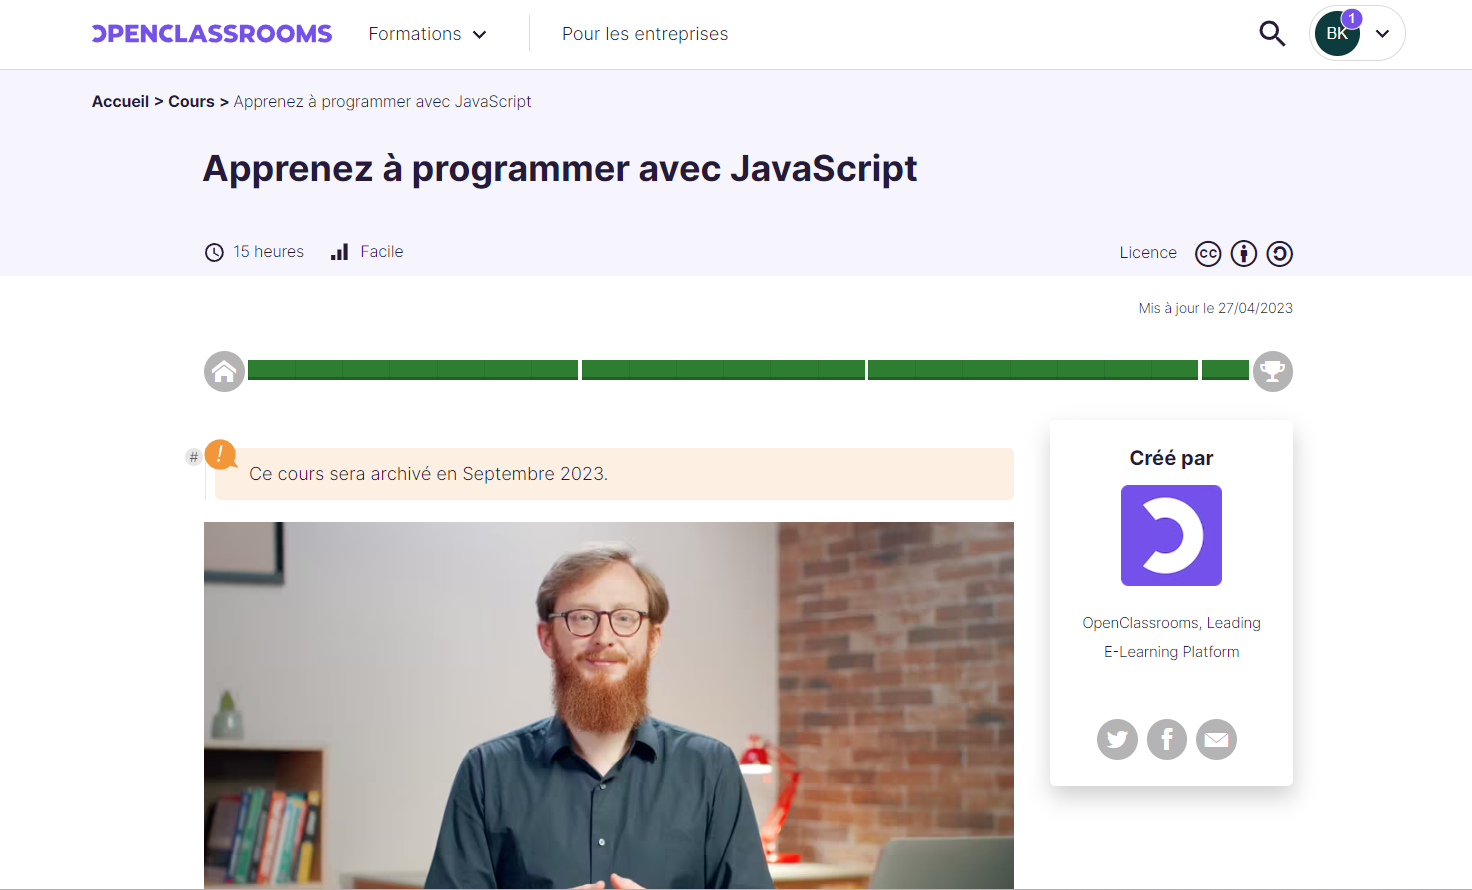 OPENCLASSROOMS
Formations
Pour les entreprises
BK
1
Accueil > Cours > Apprenez à programmer avec JavaScript
Apprenez à programmer avec JavaScript
15 heures
Facile
Licence
cc
Mis à jour le 27/04/2023
#
!
Ce cours sera archivé en Septembre 2023.
Créé par
OpenClassrooms, Leading
E-Learning Platform